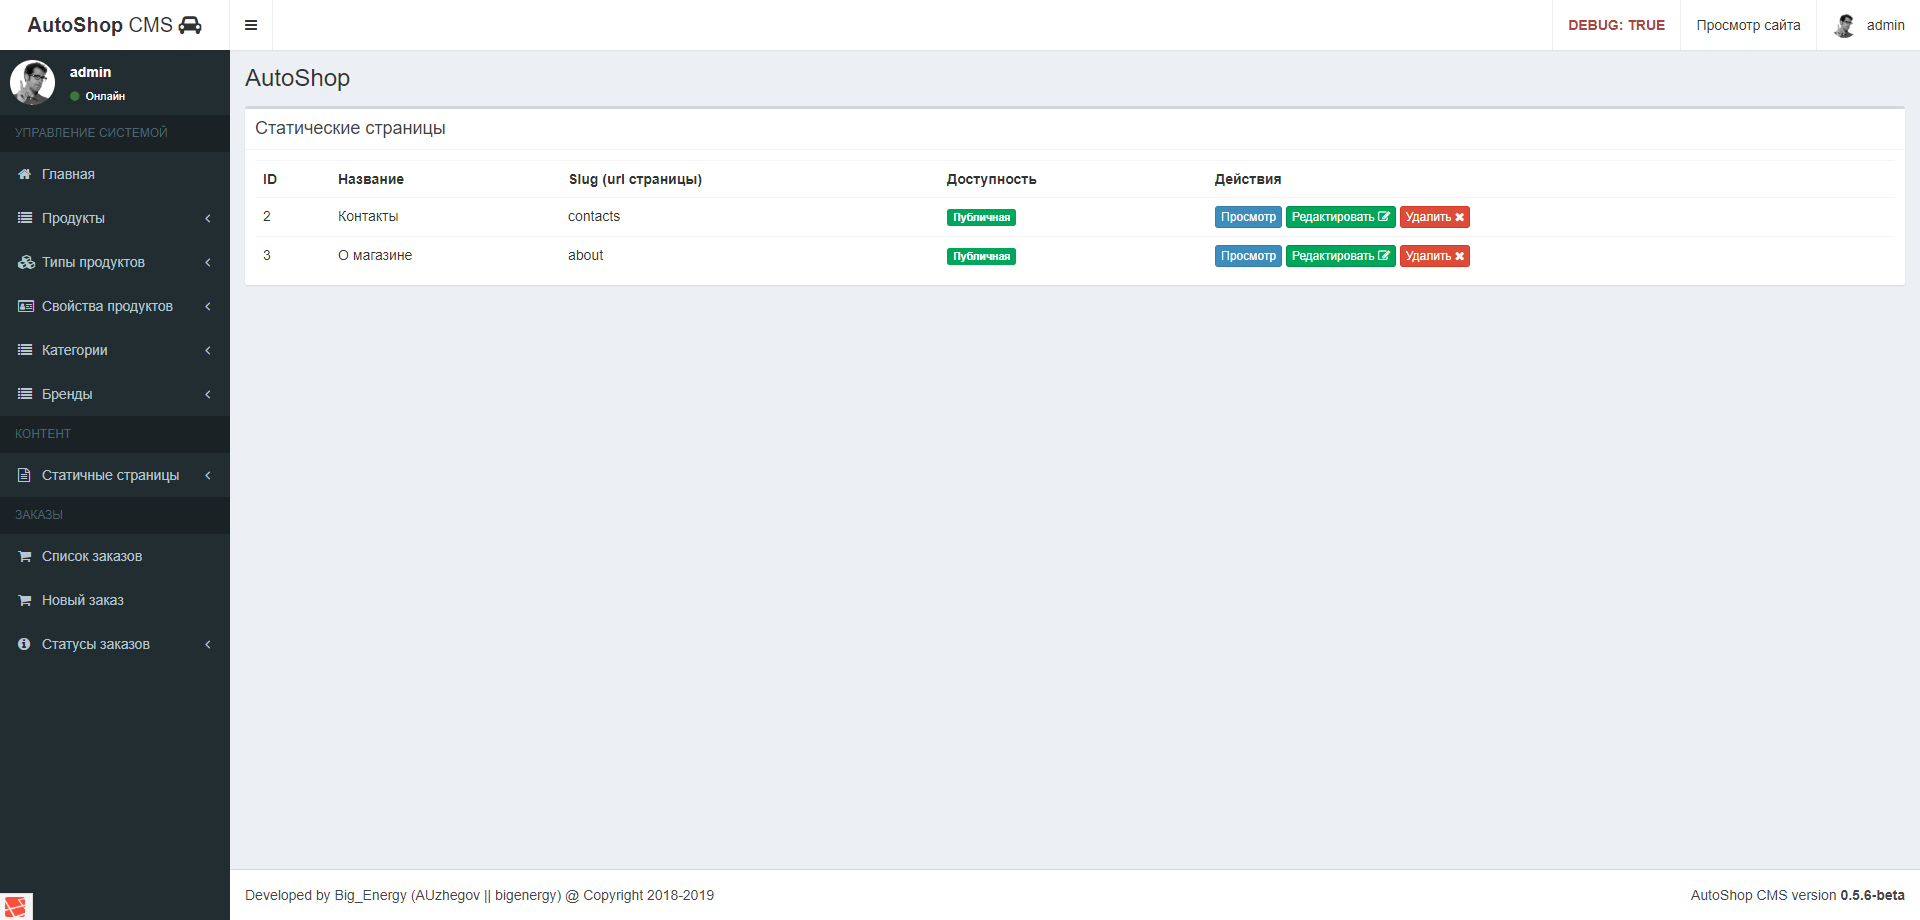 AutoShop CMS
DEBUG: TRUE
Просмотр сайта
admin
admin
Онлайн
УПРАВЛЕНИЕ СИСТЕМОЙ
Главная
Продукты
Типы продуктов
Свойства продуктов
Категории
Бренды
КОНТЕНТ
Статичные страницы
ЗАКАЗЫ
Список заказов
Новый заказ
Статусы заказов
AutoShop
Статические страницы
ID Название Slug (url страницы) Доступность Действия
2 Контакты contacts Публичная Просмотр Редактировать Удалить
3 О магазине about Публичная Просмотр Редактировать Удалить
Developed by Big_Energy (AUzhegov || bigenergy) @ Copyright 2018-2019
AutoShop CMS version 0.5.6-beta